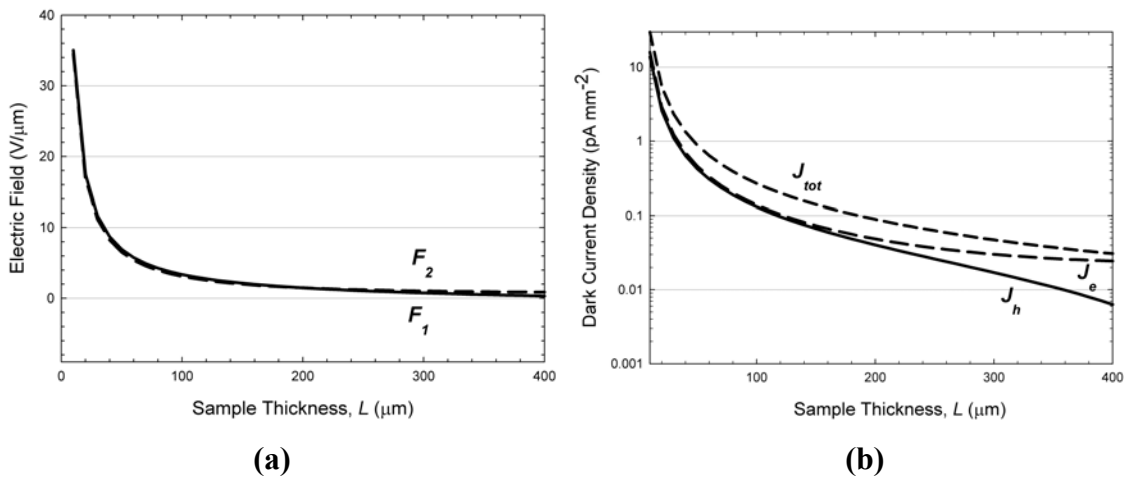 40
30
20
10
0
Electric Field (V/μm)
F2
F1
0 100 200 300 400
Sample Thickness, L (μm)
(a)
10
1
0.1
0.01
0.001
Dark Current Density (pA mm-2)
Jtot
Je
Jh
100 200 300 400
Sample Thickness, L (μm)
(b)